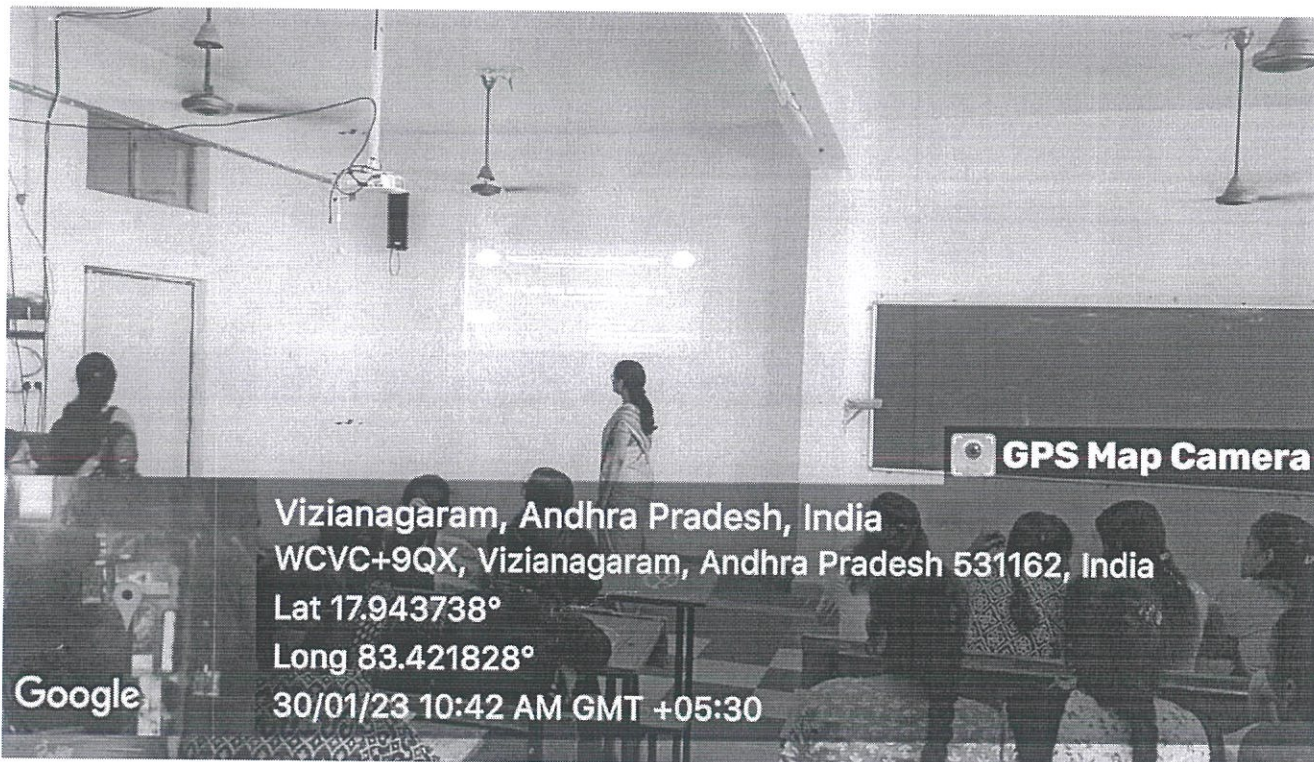 GPS Map Camera
Vizianagaram, Andhra Pradesh, India
WCVC+9QX, Vizianagaram, Andhra Pradesh 531162, India
Lat 17.943738°
Long 83.421828°
30/01/23 10:42 AM GMT +05:30
Google